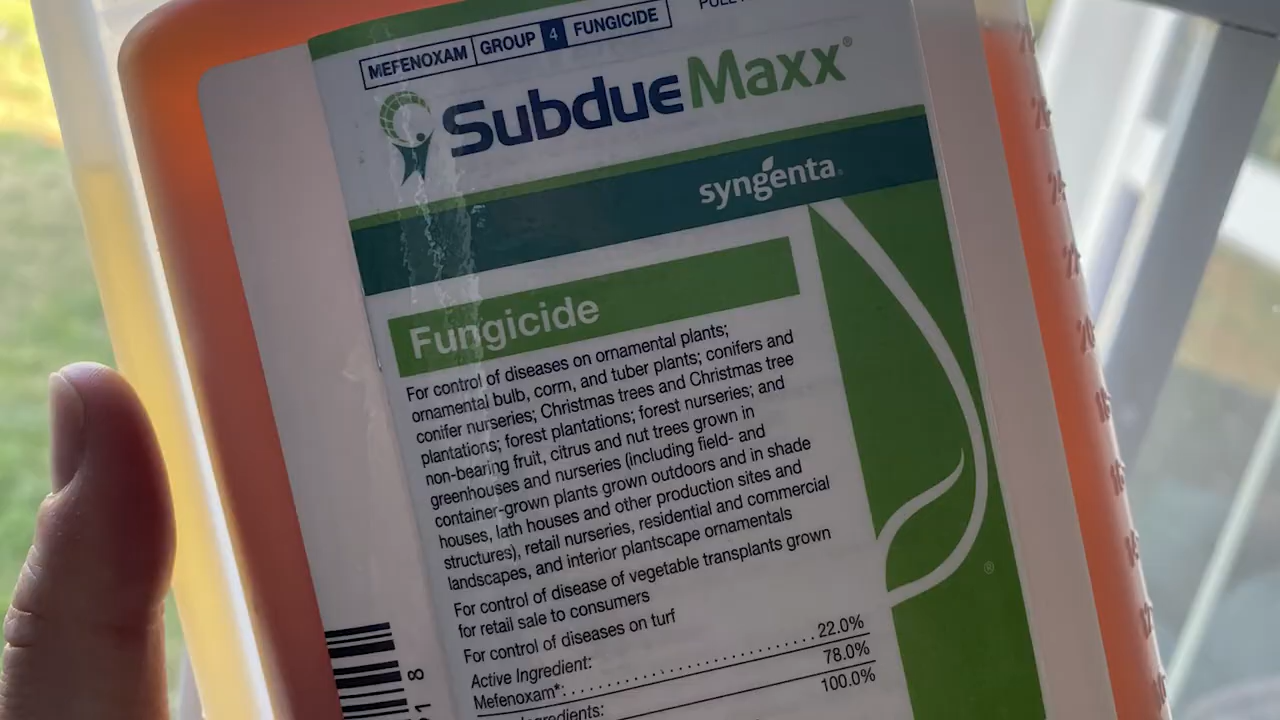 MEFENOXAM GROUP 4 FUNGICIDE
SubdueMaxx®
syngenta
Fungicide
For control of diseases on ornamental plants;
ornamental bulb, corm, and tuber plants; conifers and
conifer nurseries; Christmas trees and Christmas tree
plantations; forest plantations; forest nurseries; and
non-bearing fruit, citrus and nut trees grown in
greenhouses and nurseries (including field- and
container-grown plants grown outdoors and in shade
houses, lath houses and other production sites and
structures), retail nurseries, residential and commercial
landscapes, and interior plantscape ornamentals
For control of disease of vegetable transplants grown
for retail sale to consumers
For control of diseases on turf
Active Ingredient:
Mefenoxam*: . . . . . . . . . . . . . . . . . . . . . . . 22.0%
78.0%
100.0%